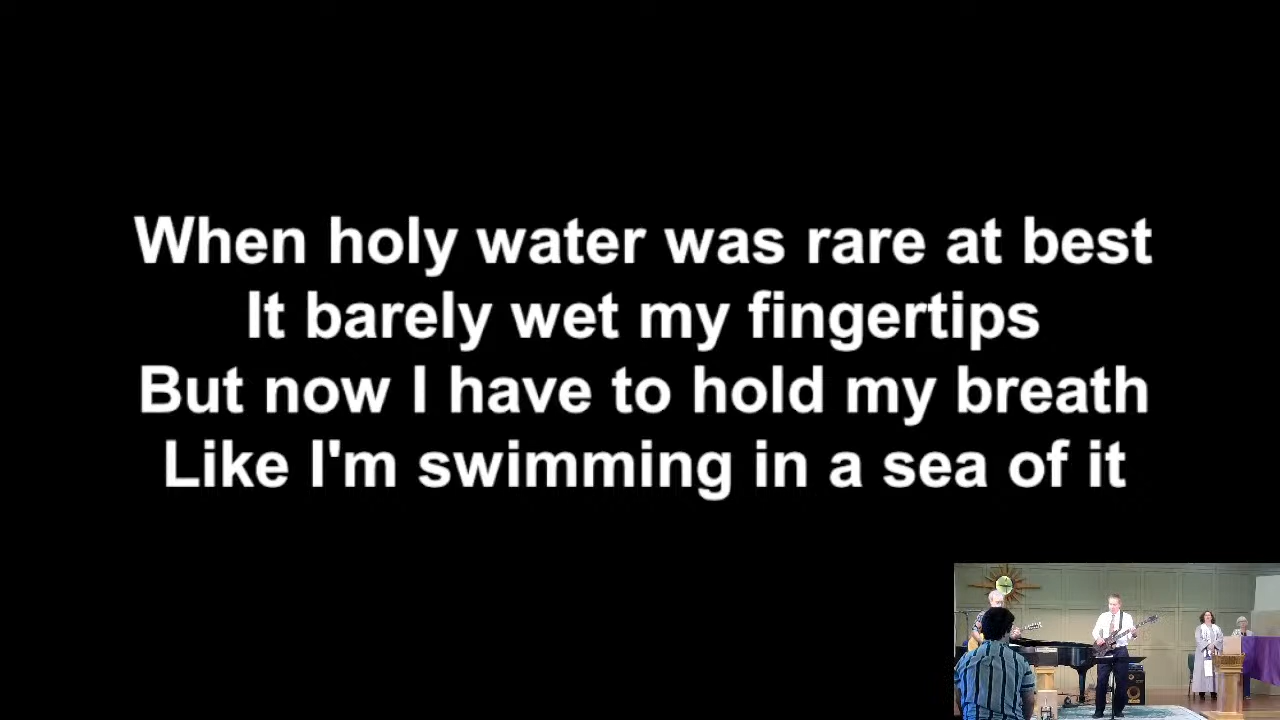 When holy water was rare at best
It barely wet my fingertips
But now I have to hold my breath
Like I'm swimming in a sea of it